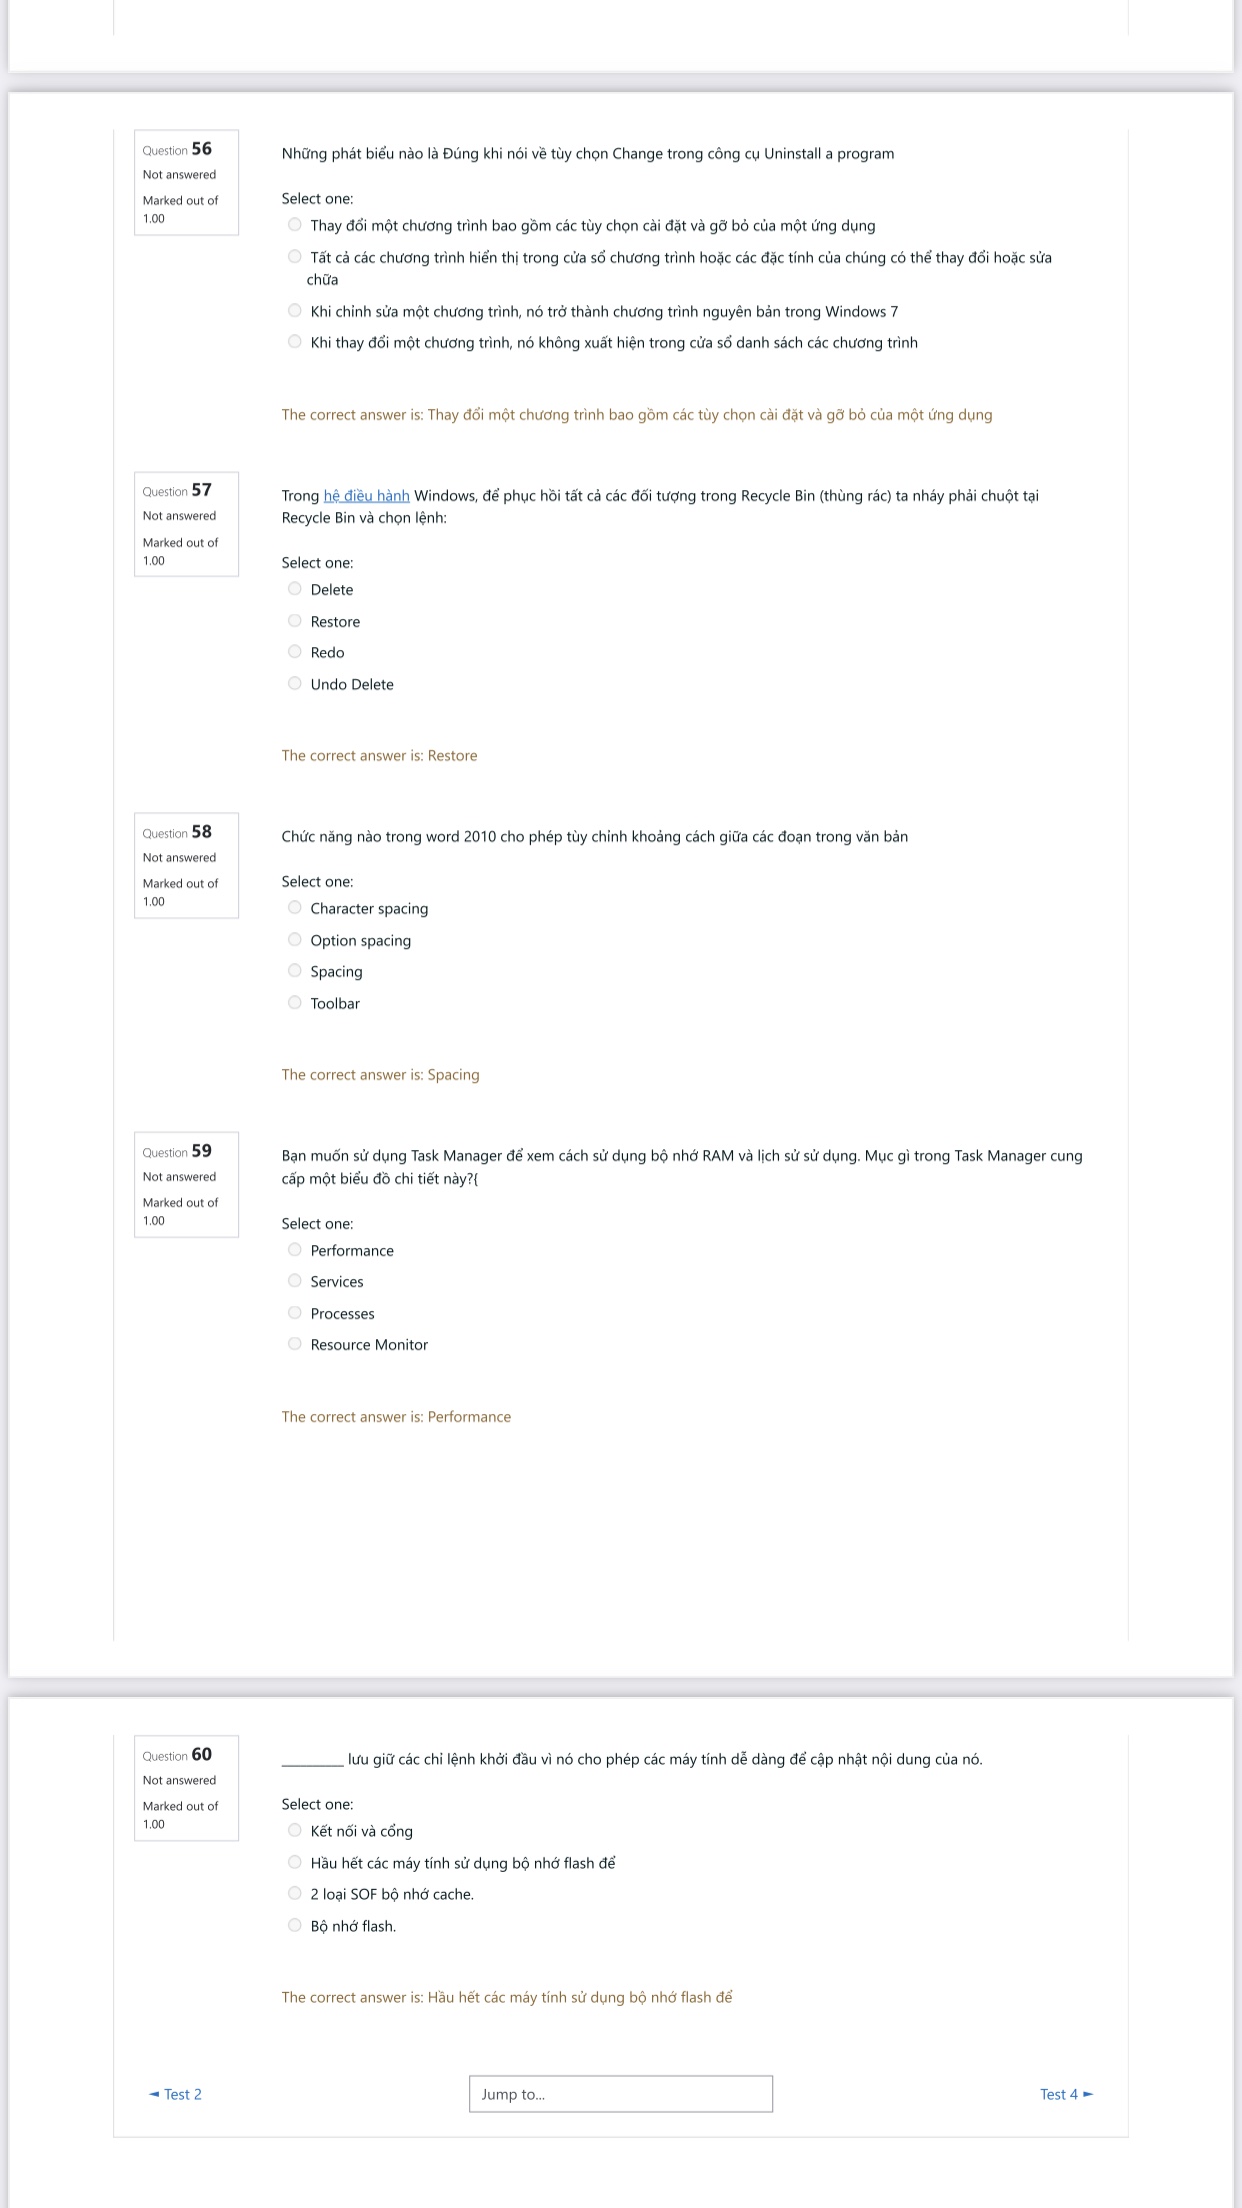 Question 56
Not answered
Marked out of
1.00
Những phát biểu nào là Đúng khi nói về tùy chọn Change trong công cụ Uninstall a program
Select one:
Thay đổi một chương trình bao gồm các tùy chọn cài đặt và gỡ bỏ của một ứng dụng
Tất cả các chương trình hiển thị trong cửa sổ chương trình hoặc các đặc tính của chúng có thể thay đổi hoặc sửa
chữa
Khi chỉnh sửa một chương trình, nó trở thành chương trình nguyên bản trong Windows 7
Khi thay đổi một chương trình, nó không xuất hiện trong cửa sổ danh sách các chương trình
The correct answer is: Thay đổi một chương trình bao gồm các tùy chọn cài đặt và gỡ bỏ của một ứng dụng
Question 57
Not answered
Marked out of
1.00
Trong hệ điều hành Windows, để phục hồi tất cả các đối tượng trong Recycle Bin (thùng rác) ta nháy phải chuột tại
Recycle Bin và chọn lệnh:
Select one:
Delete
Restore
Redo
Undo Delete
The correct answer is: Restore
Question 58
Not answered
Marked out of
1.00
Chức năng nào trong word 2010 cho phép tùy chỉnh khoảng cách giữa các đoạn trong văn bản
Select one:
Character spacing
Option spacing
Spacing
Toolbar
The correct answer is: Spacing
Question 59
Not answered
Marked out of
1.00
Bạn muốn sử dụng Task Manager để xem cách sử dụng bộ nhớ RAM và lịch sử sử dụng. Mục gì trong Task Manager cung
cấp một biểu đồ chi tiết này?{
Select one:
Performance
Services
Processes
Resource Monitor
The correct answer is: Performance
Question 60
Not answered
Marked out of
1.00
________ lưu giữ các chỉ lệnh khởi đầu vì nó cho phép các máy tính dễ dàng để cập nhật nội dung của nó.
Select one:
Kết nối và cổng
Hầu hết các máy tính sử dụng bộ nhớ flash để
2 loại SOF bộ nhớ cache.
Bộ nhớ flash.
The correct answer is: Hầu hết các máy tính sử dụng bộ nhớ flash để
◄ Test 2
Jump to...
Test 4 ►